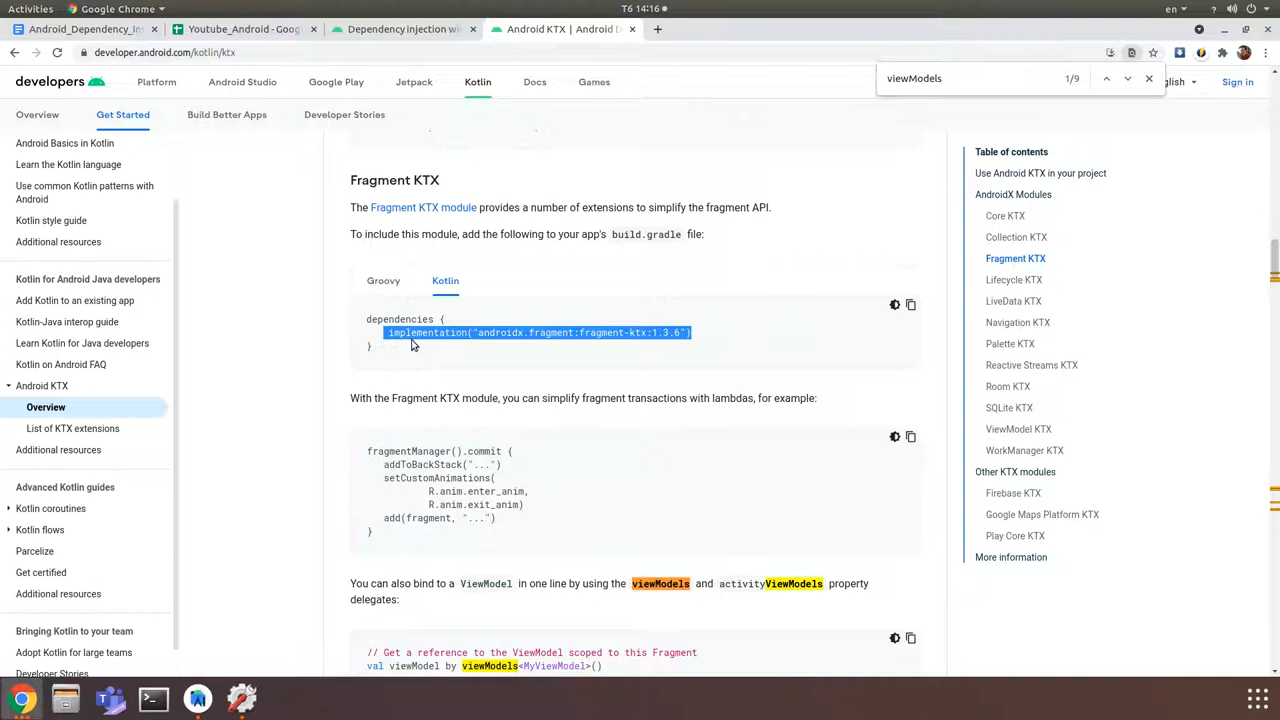 Activities
Google Chrome
T6 14:16
en
Android_Dependency_In
Youtube_Android - Goog
Dependency injection wi
Android KTX | Android D
developer.android.com/kotlin/ktx
developers
Platform
Android Studio
Google Play
Jetpack
Kotlin
Docs
Games
viewModels
1/9
glish
Sign in
Overview
Get Started
Build Better Apps
Developer Stories
Android Basics in Kotlin
Learn the Kotlin language
Use common Kotlin patterns with
Android
Kotlin style guide
Additional resources
Kotlin for Android Java developers
Add Kotlin to an existing app
Kotlin-Java interop guide
Learn Kotlin for Java developers
Kotlin on Android FAQ
Android KTX
Overview
List of KTX extensions
Additional resources
Advanced Kotlin guides
Kotlin coroutines
Kotlin flows
Parcelize
Get certified
Additional resources
Bringing Kotlin to your team
Adopt Kotlin for large teams
Developer Stories
Fragment KTX
The Fragment KTX module provides a number of extensions to simplify the fragment API.
To include this module, add the following to your app's build.gradle file:
Groovy
Kotlin
dependencies {
implementation("androidx.fragment:fragment-ktx:1.3.6")
}
With the Fragment KTX module, you can simplify fragment transactions with lambdas, for example:
fragmentManager().commit {
addToBackStack("...")
setCustomAnimations(
R.anim.enter_anim,
R.anim.exit_anim)
add(fragment, "...")
}
You can also bind to a ViewModel in one line by using the viewModels and activityViewModels property
delegates:
// Get a reference to the ViewModel scoped to this Fragment
val viewModel by viewModels<MyViewModel>()
Table of contents
Use Android KTX in your project
AndroidX Modules
Core KTX
Collection KTX
Fragment KTX
Lifecycle KTX
LiveData KTX
Navigation KTX
Palette KTX
Reactive Streams KTX
Room KTX
SQLite KTX
ViewModel KTX
WorkManager KTX
Other KTX modules
Firebase KTX
Google Maps Platform KTX
Play Core KTX
More information